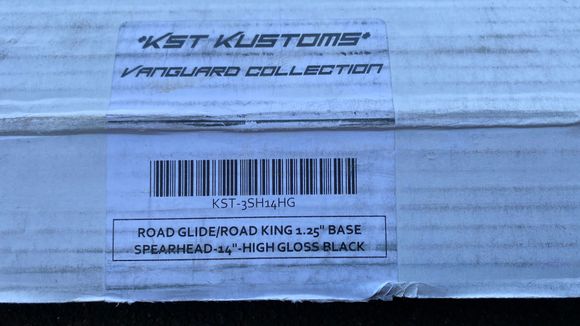 *KST KUSTOMS*
VANGUARD COLLECTION
KST-3SH14HG
ROAD GLIDE/ROAD KING 1.25" BASE
SPEARHEAD-14"-HIGH GLOSS BLACK